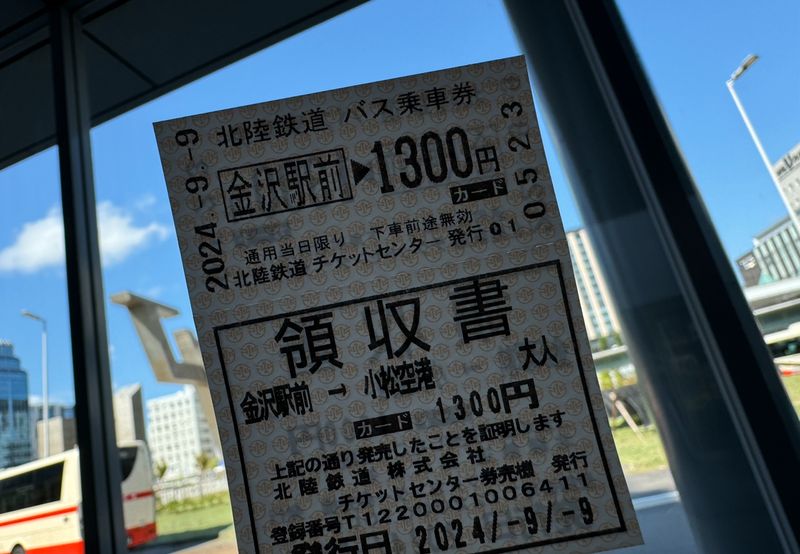 北陸鉄道 バス乗車券
金沢駅前▶1300円
カード
2024.-9.-9
0523
通用当日限り 下車前途無効
北陸鉄道 チケットセンター 発行 01
領収書
金沢駅前 → 小松空港 大人
カード 1300円
上記の通り発売したことを証明します
北陸鉄道株式会社
チケットセンター券売機 発行
登録番号T1220001006411
発行日 2024/-9/-9